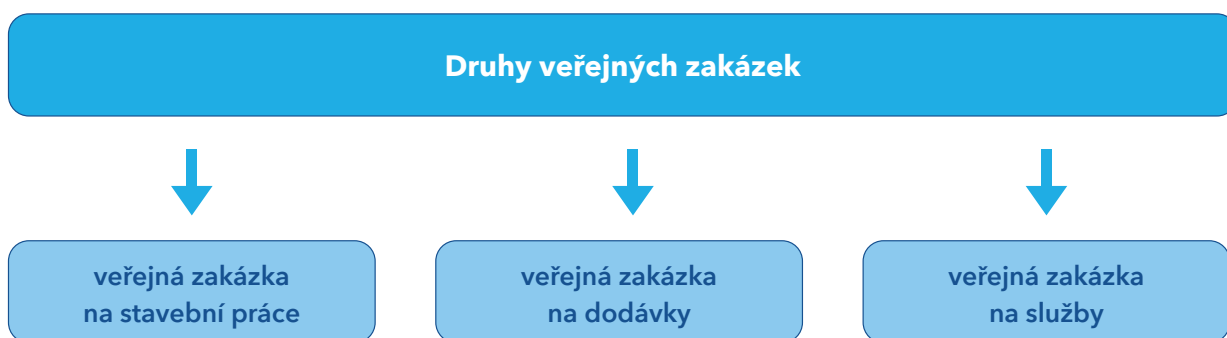 Druhy veřejných zakázek
veřejná zakázka
na stavební práce
veřejná zakázka
na dodávky
veřejná zakázka
na služby